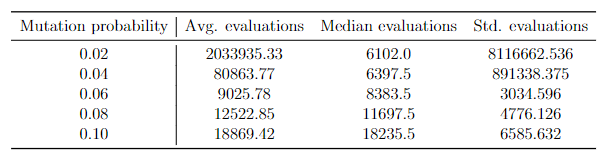 Mutation probability Avg. evaluations Median evaluations Std. evaluations
0.02 2033935.33 6102.0 8116662.536
0.04 80863.77 6397.5 891338.375
0.06 9025.78 8383.5 3034.596
0.08 12522.85 11697.5 4776.126
0.10 18869.42 18235.5 6585.632